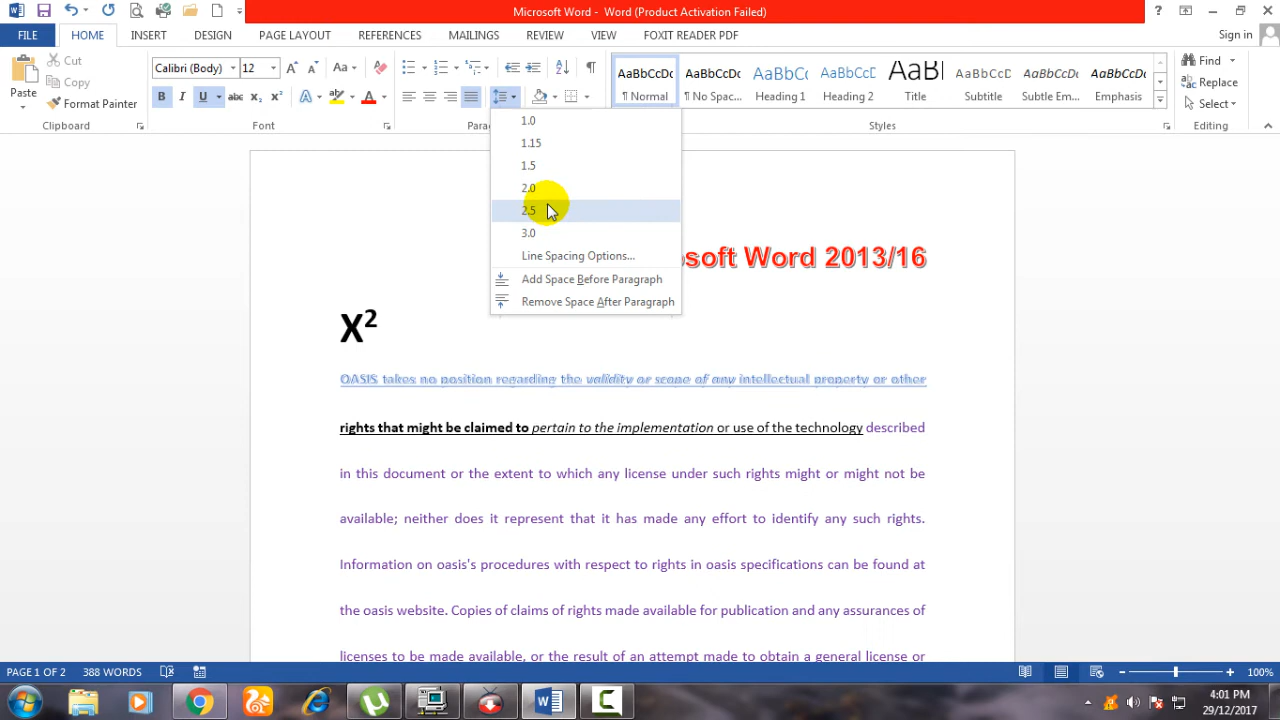 Microsoft Word - Word (Product Activation Failed)
FILE HOME INSERT DESIGN PAGE LAYOUT REFERENCES MAILINGS REVIEW VIEW FOXIT READER PDF Sign in
Paste
Cut
Copy
Format Painter
Clipboard
Calibri (Body) 12
Font
AaBbCcDc AaBbCcDc AaBbCc AaBbCcC AaBl AaBbCcD AaBbCcDc AaBbCcDc
¶ Normal ¶ No Spac... Heading 1 Heading 2 Title Subtitle Subtle Em... Emphasis
Styles
Find
Replace
Select
Editing
1.0
1.15
1.5
2.0
2.5
3.0
Line Spacing Options...
Add Space Before Paragraph
Remove Space After Paragraph
osoft Word 2013/16
X²
OASIS takes no position regarding the validity or scope of any intellectual property or other
rights that might be claimed to pertain to the implementation or use of the technology described
in this document or the extent to which any license under such rights might or might not be
available; neither does it represent that it has made any effort to identify any such rights.
Information on oasis's procedures with respect to rights in oasis specifications can be found at
the oasis website. Copies of claims of rights made available for publication and any assurances of
licenses to be made available, or the result of an attempt made to obtain a general license or
PAGE 1 OF 2 388 WORDS 100%
4:01 PM
29/12/2017